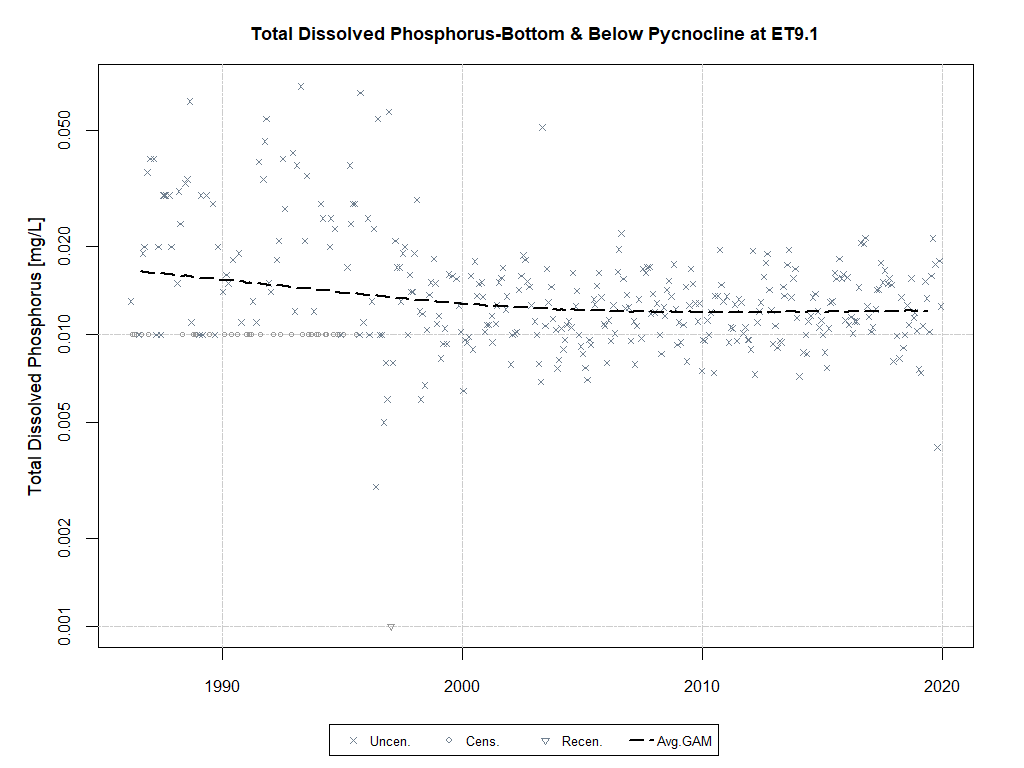 Total Dissolved Phosphorus-Bottom & Below Pycnocline at ET9.1
Total Dissolved Phosphorus [mg/L]
0.050
0.020
0.010
0.005
0.002
0.001
1990 2000 2010 2020
Uncen. Cens. Recen. Avg.GAM